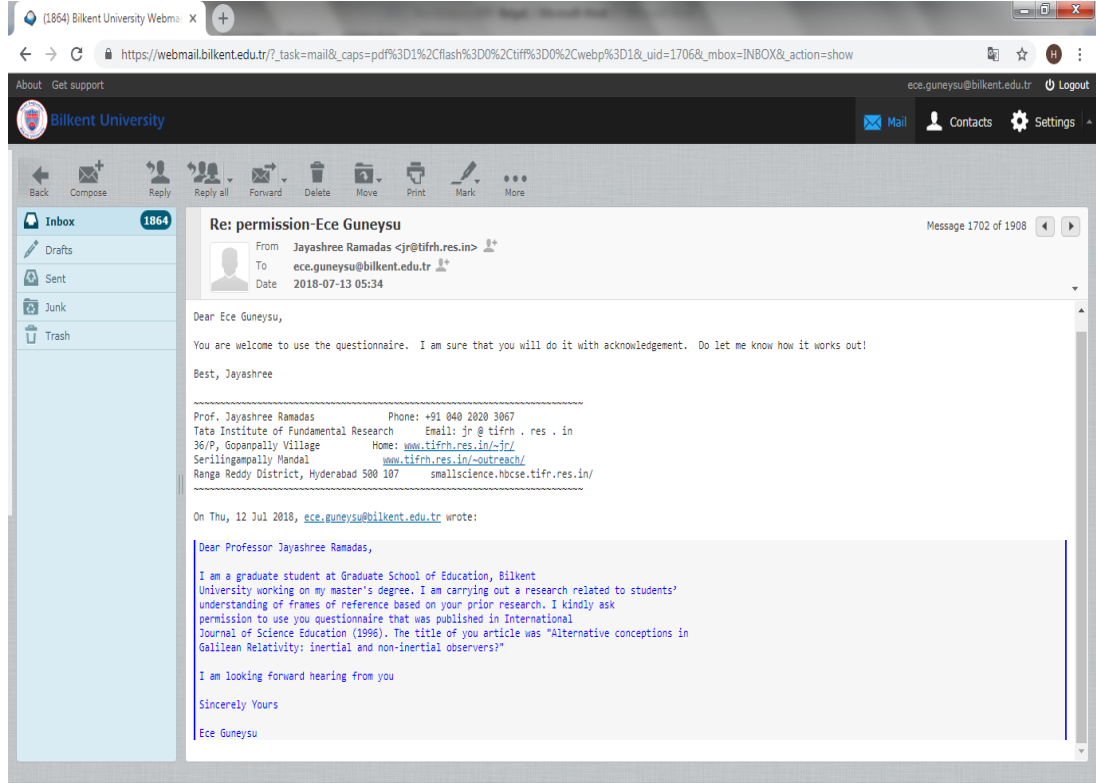 (1864) Bilkent University Webma
https://webmail.bilkent.edu.tr/?_task=mail&_caps=pdf%3D1%2Cflash%3D0%2Ctiff%3D0%2Cwebp%3D1&_uid=1706&_mbox=INBOX&_action=show
H
About Get support
ece.guneysu@bilkent.edu.tr Logout
Bilkent University
Mail Contacts Settings
Back Compose Reply Reply all Forward Delete Move Print Mark More
Inbox 1864
Drafts
Sent
Junk
Trash
Re: permission-Ece Guneysu
Message 1702 of 1908
From Jayashree Ramadas <jr@tifrh.res.in>
To ece.guneysu@bilkent.edu.tr
Date 2018-07-13 05:34
Dear Ece Guneysu,
You are welcome to use the questionnaire. I am sure that you will do it with acknowledgement. Do let me know how it works out!
Best, Jayashree
~~~~~~~~~~~~~~~~~~~~~~~~~~~~~~~~~~~~~~~~~~~~~~~~~~~~~~~~~~~~~~~~~~~~~~~~~~
Prof. Jayashree Ramadas Phone: +91 040 2020 3067
Tata Institute of Fundamental Research Email: jr @ tifrh . res . in
36/P, Gopanpally Village Home: www.tifrh.res.in/~jr/
Serilingampally Mandal www.tifrh.res.in/~outreach/
Ranga Reddy District, Hyderabad 500 107 smallscience.hbcse.tifr.res.in/
~~~~~~~~~~~~~~~~~~~~~~~~~~~~~~~~~~~~~~~~~~~~~~~~~~~~~~~~~~~~~~~~~~~~~~~~~~
On Thu, 12 Jul 2018, ece.guneysu@bilkent.edu.tr wrote:
Dear Professor Jayashree Ramadas,
I am a graduate student at Graduate School of Education, Bilkent
University working on my master's degree. I am carrying out a research related to students’
understanding of frames of reference based on your prior research. I kindly ask
permission to use you questionnaire that was published in International
Journal of Science Education (1996). The title of you article was "Alternative conceptions in
Galilean Relativity: inertial and non-inertial observers?"
I am looking forward hearing from you
Sincerely Yours
Ece Guneysu